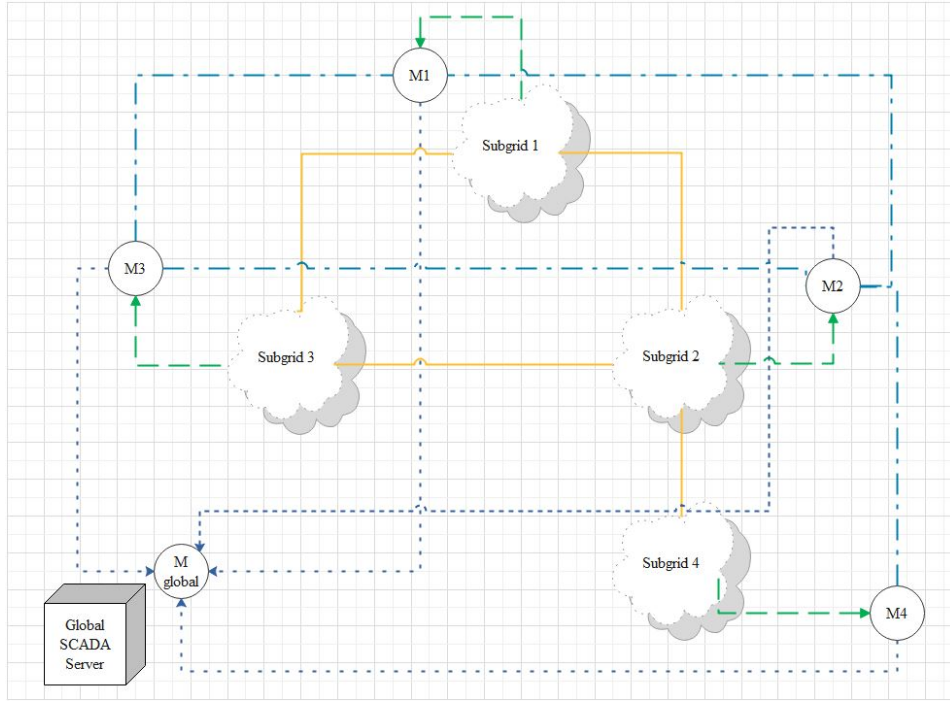 M1
Subgrid 1
M3
M2
Subgrid 3
Subgrid 2
M
global
Subgrid 4
Global
SCADA
Server
M4